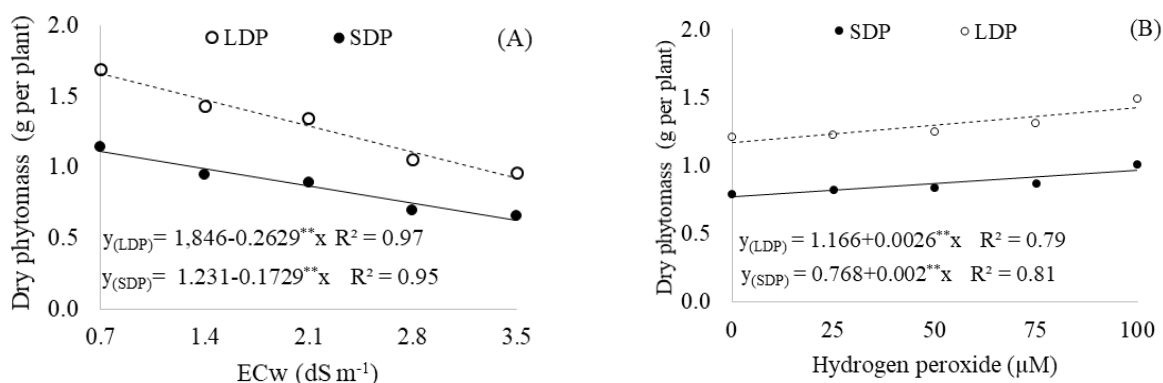 LDP SDP (A)
2.0
1.5
1.0
0.5
0.0
Dry phytomass (g per plant)
y(LDP) = 1,846-0.2629**x R² = 0.97
y(SDP)= 1.231-0.1729**x R² = 0.95
0.7 1.4 2.1 2.8 3.5
ECw (dS m⁻¹)
SDP LDP (B)
2.0
1.5
1.0
0.5
0.0
Dry phytomass (g per plant)
y(LDP) = 1.166+0.0026**x R² = 0.79
y(SDP) = 0.768+0.002**x R² = 0.81
0 25 50 75 100
Hydrogen peroxide (µM)